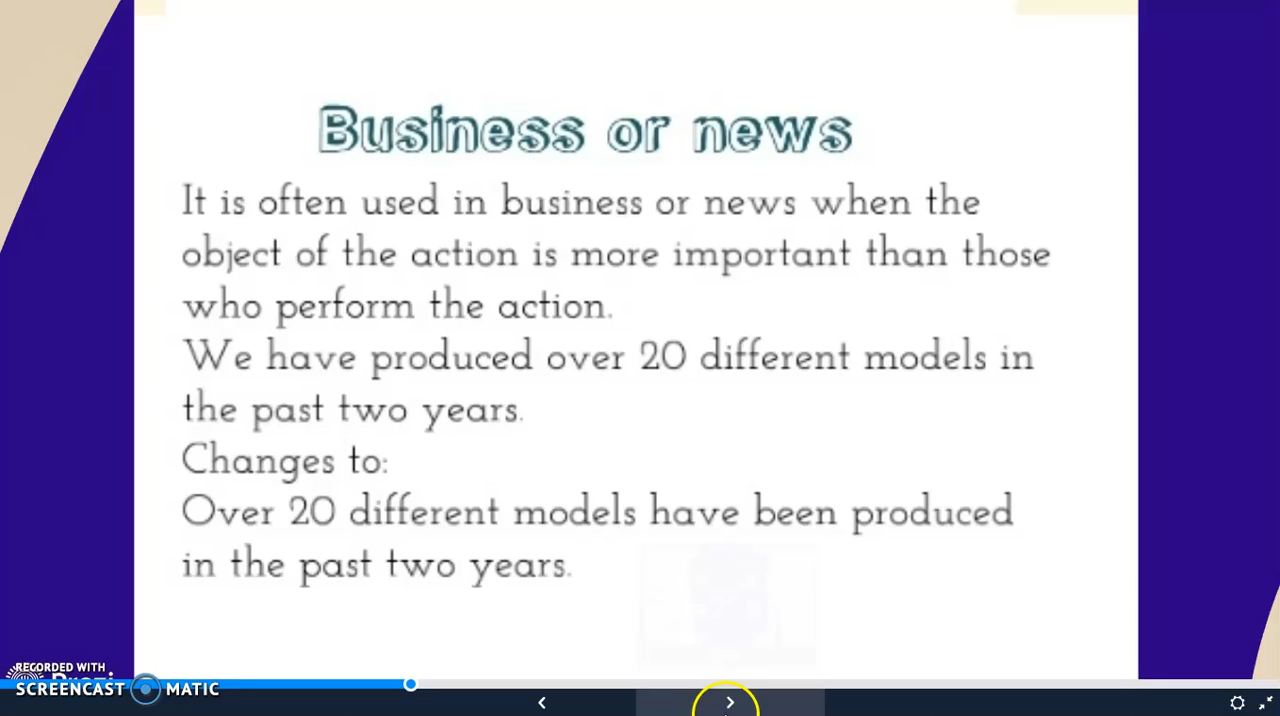 Business or news
It is often used in business or news when the
object of the action is more important than those
who perform the action.
We have produced over 20 different models in
the past two years.
Changes to:
Over 20 different models have been produced
in the past two years.
RECORDED WITH
SCREENCAST MATIC